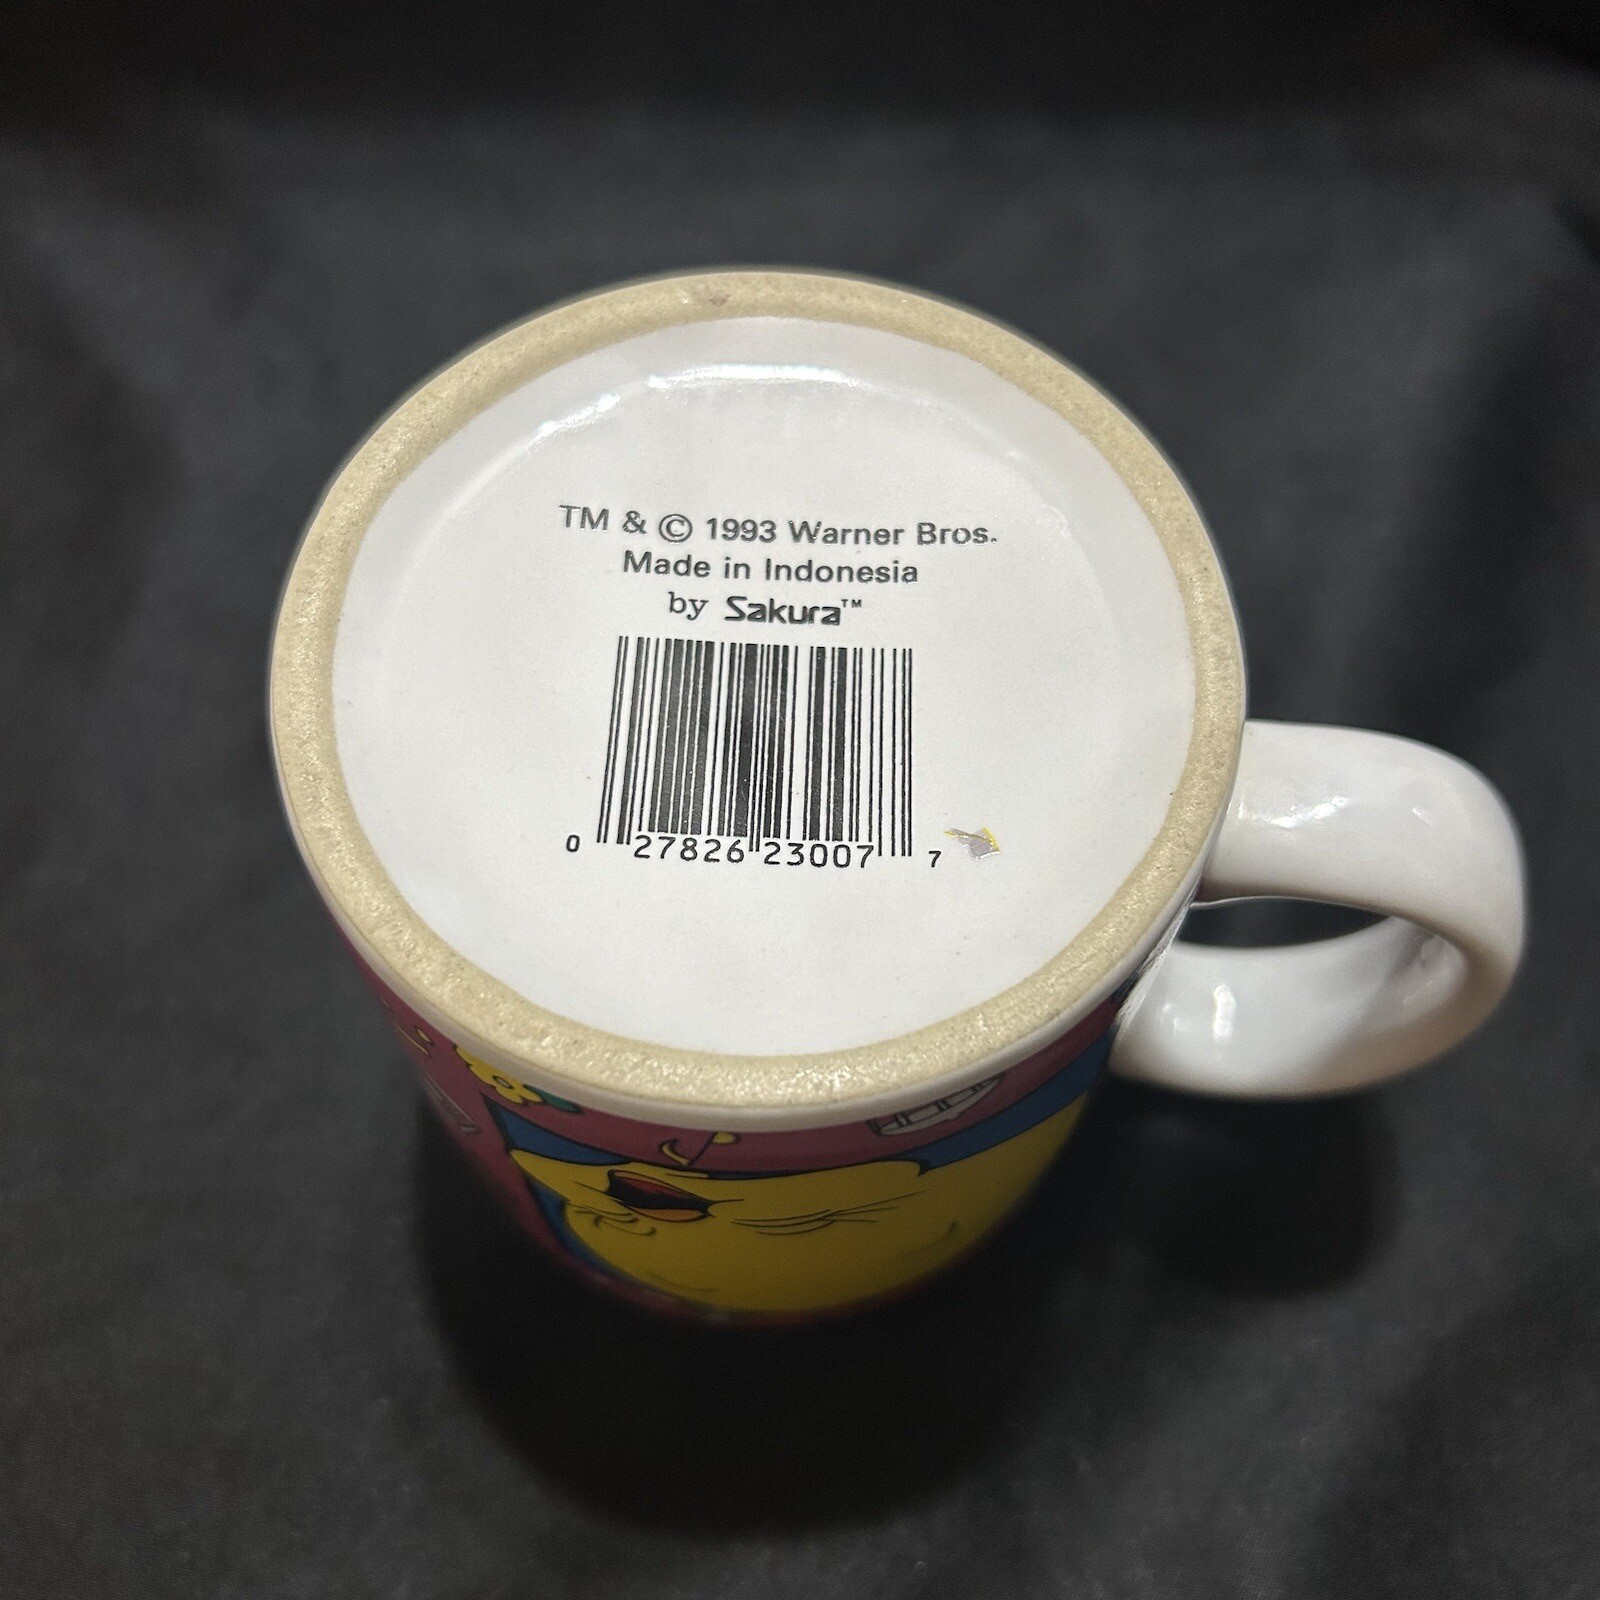 TM & © 1993 Warner Bros.
Made in Indonesia
by Sakura™
0 27826 23007 7